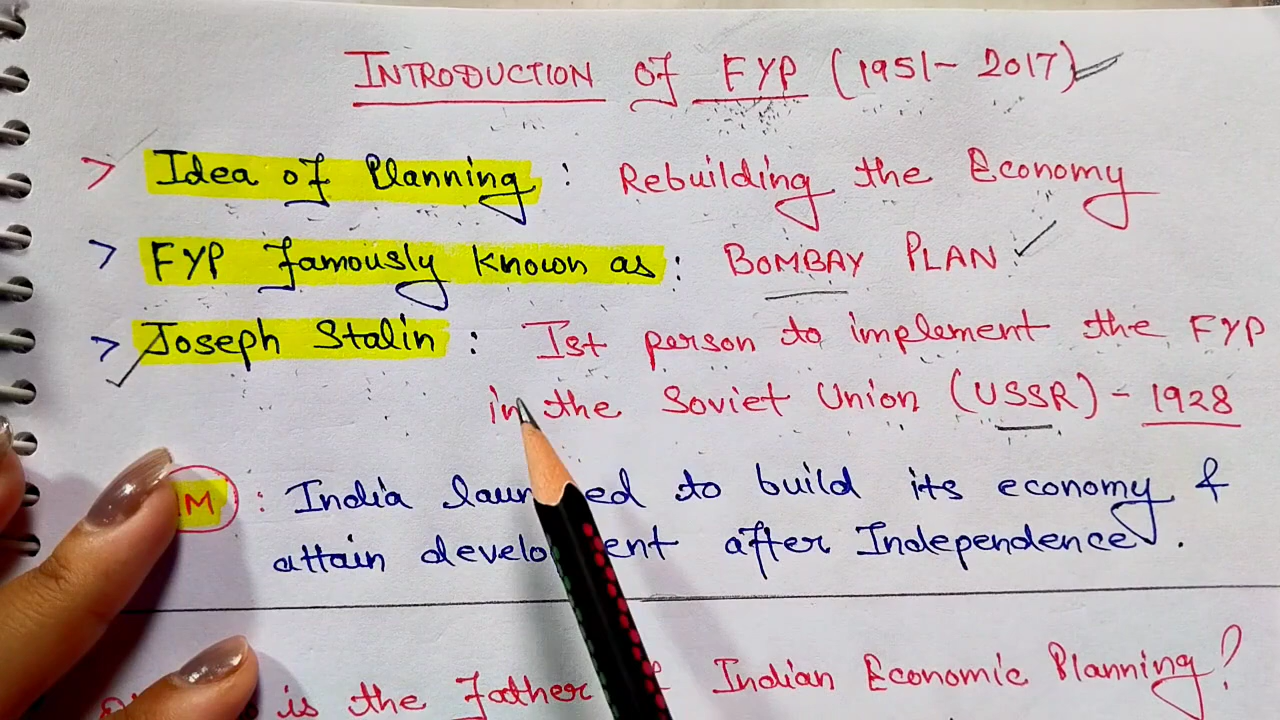 INTRODUCTION Of FYP (1951- 2017)
> Idea of Planning : Rebuilding the Economy
> FYP famously known as : BOMBAY PLAN
> Joseph Stalin : Ist person to implement the FYP
in the Soviet Union (USSR) - 1928
: India to build its economy &
attain after Independence .
is the Father Indian Economic Planning?